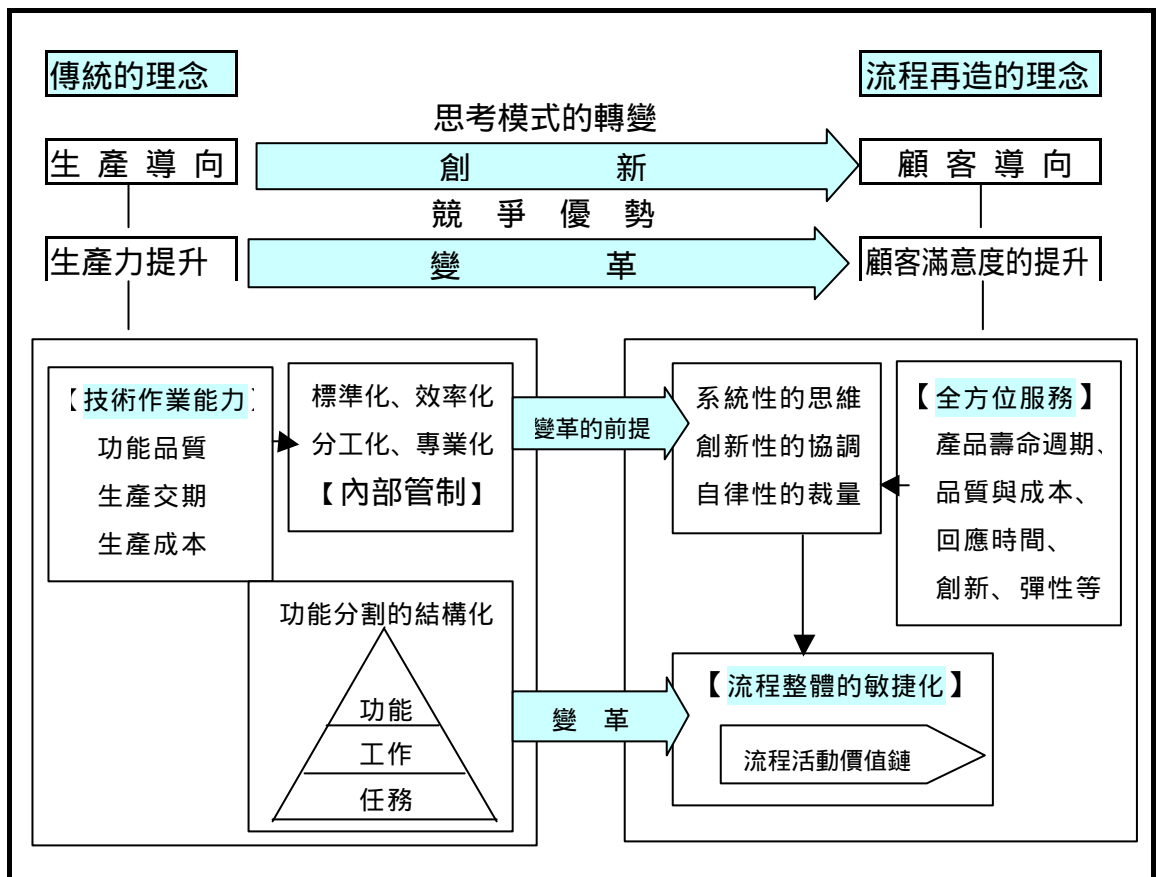 傳統的理念
流程再造的理念
思考模式的轉變
生產導向
創新
顧客導向
競爭優勢
生產力提升
變革
顧客滿意度的提升
【技術作業能力】
功能品質
生產交期
生產成本
標準化、效率化
分工化、專業化
【內部管制】
變革的前提
系統性的思維
創新性的協調
自律性的裁量
【全方位服務】
產品壽命週期、
品質與成本、
回應時間、
創新、彈性等
功能分割的結構化
功能
工作
任務
變革
【流程整體的敏捷化】
流程活動價值鏈